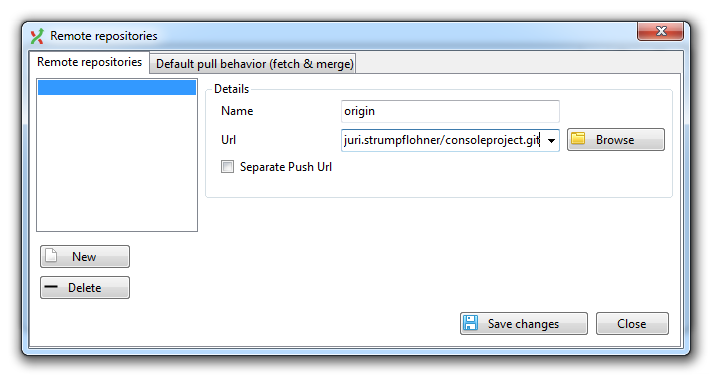 Remote repositories
Remote repositories Default pull behavior (fetch & merge)
Details
Name origin
Url juri.strumpflohner/consoleproject.git Browse
Separate Push Url
New
Delete
Save changes Close